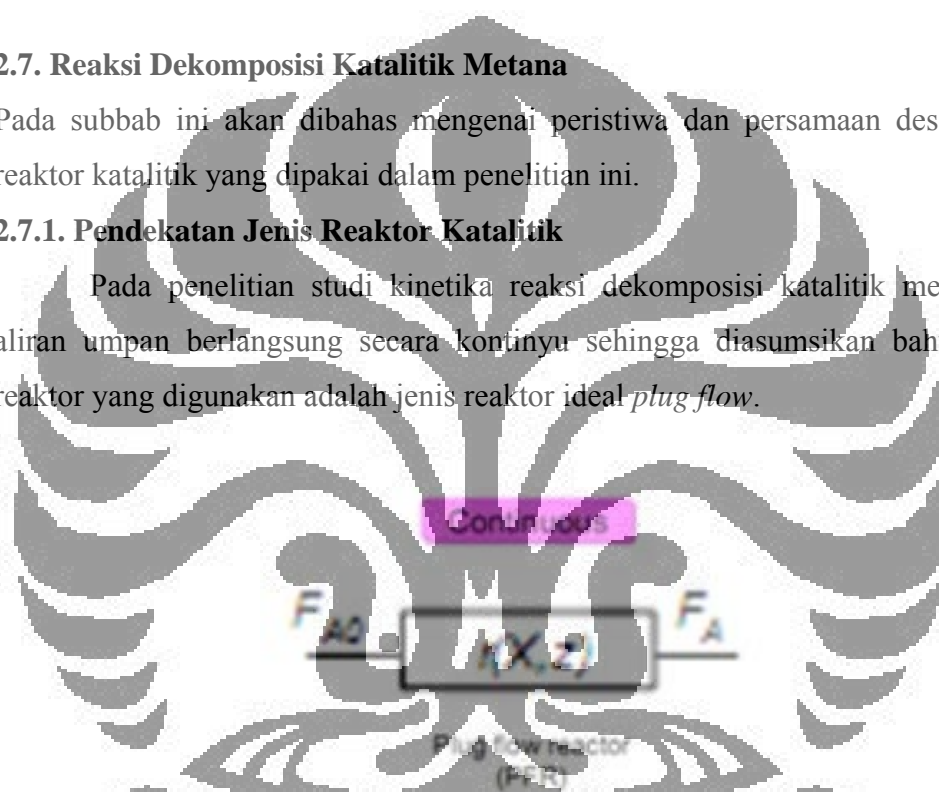 2.7. Reaksi Dekomposisi Katalitik Metana
Pada subbab ini akan dibahas mengenai peristiwa dan persamaan des
reaktor katalitik yang dipakai dalam penelitian ini.
2.7.1. Pendekatan Jenis Reaktor Katalitik
Pada penelitian studi kinetika reaksi dekomposisi katalitik me
aliran umpan berlangsung secara kontinyu sehingga diasumsikan bah
reaktor yang digunakan adalah jenis reaktor ideal plug flow.
Continuous
F_A0 r(X,z) F_A
Plug flow reactor
(PFR)